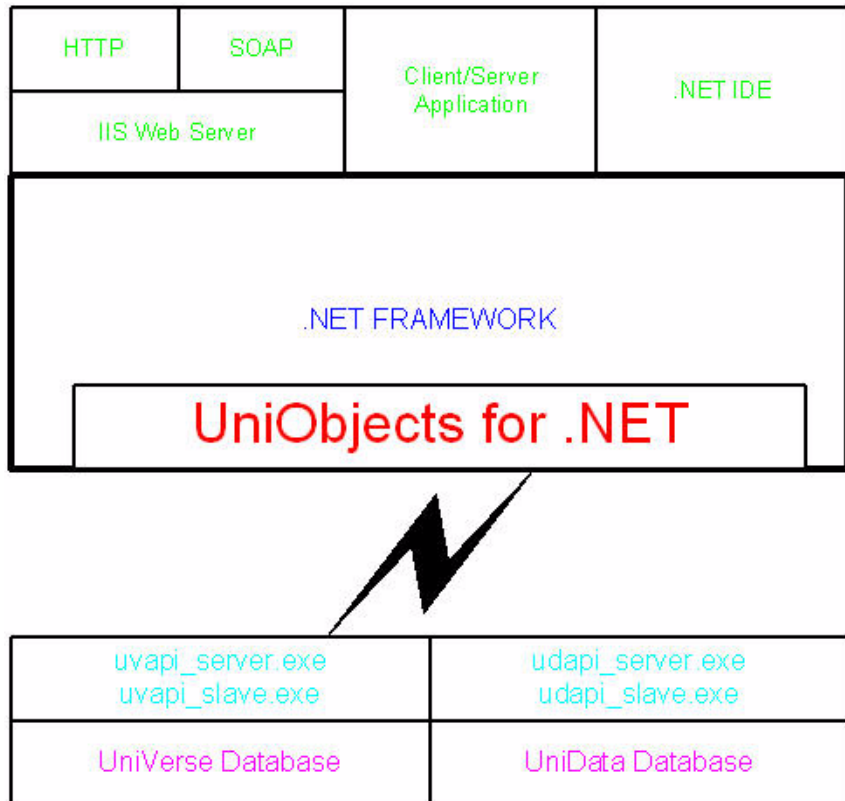 HTTP
SOAP
Client/Server
Application
.NET IDE
IIS Web Server
.NET FRAMEWORK
UniObjects for .NET
uvapi_server.exe
uvapi_slave.exe
udapi_server.exe
udapi_slave.exe
UniVerse Database
UniData Database